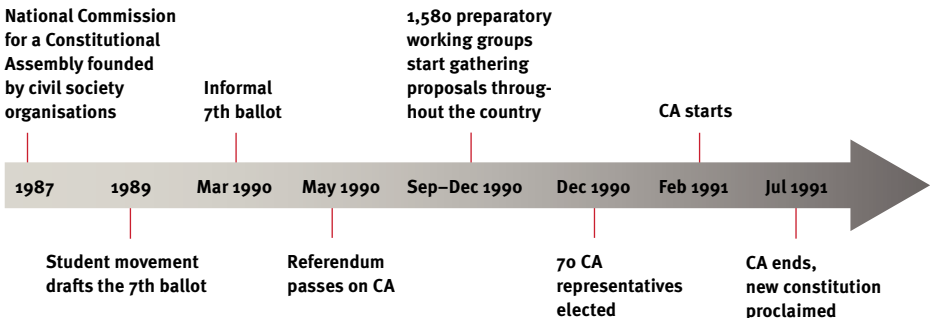 National Commission
for a Constitutional
Assembly founded
by civil society
organisations
Informal
7th ballot
1,580 preparatory
working groups
start gathering
proposals throug-
hout the country
CA starts
1987
1989
Mar 1990
May 1990
Sep–Dec 1990
Dec 1990
Feb 1991
Jul 1991
Student movement
drafts the 7th ballot
Referendum
passes on CA
70 CA
representatives
elected
CA ends,
new constitution
proclaimed